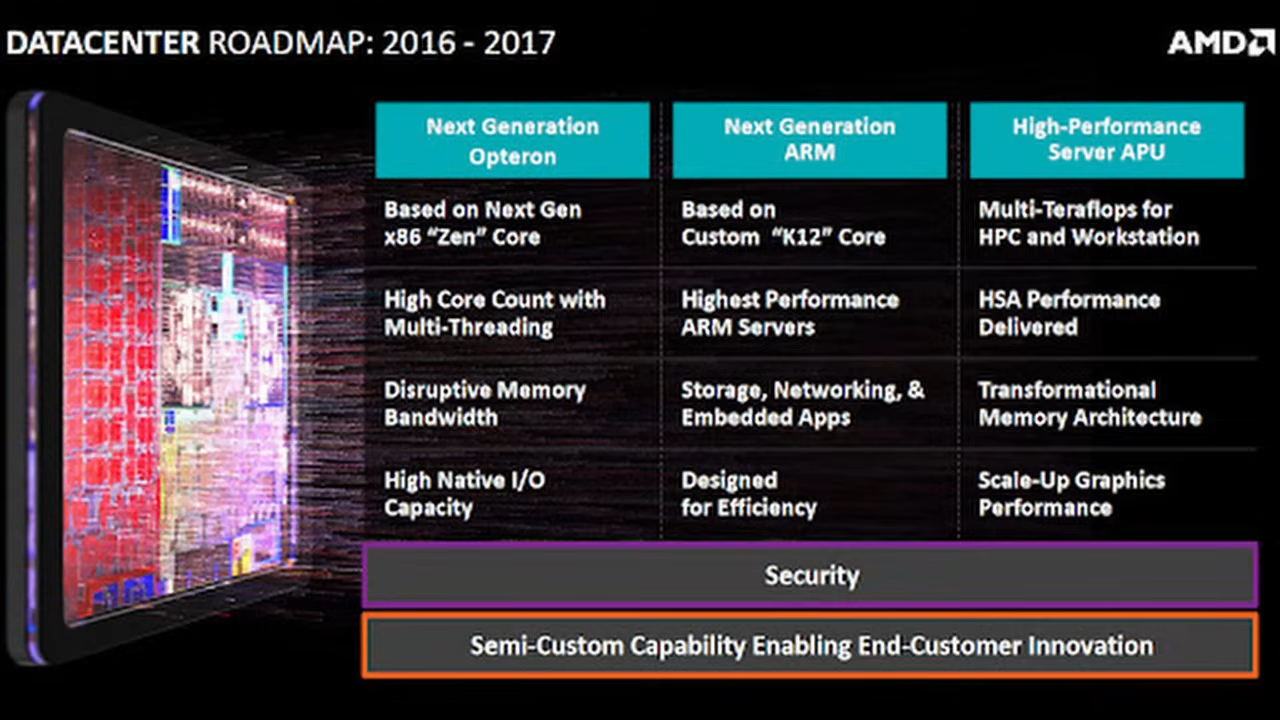 DATACENTER ROADMAP: 2016 - 2017
AMD
Next Generation
Opteron
Based on Next Gen
x86 “Zen” Core
High Core Count with
Multi-Threading
Disruptive Memory
Bandwidth
High Native I/O
Capacity
Next Generation
ARM
Based on
Custom “K12” Core
Highest Performance
ARM Servers
Storage, Networking, &
Embedded Apps
Designed
for Efficiency
High-Performance
Server APU
Multi-Teraflops for
HPC and Workstation
HSA Performance
Delivered
Transformational
Memory Architecture
Scale-Up Graphics
Performance
Security
Semi-Custom Capability Enabling End-Customer Innovation